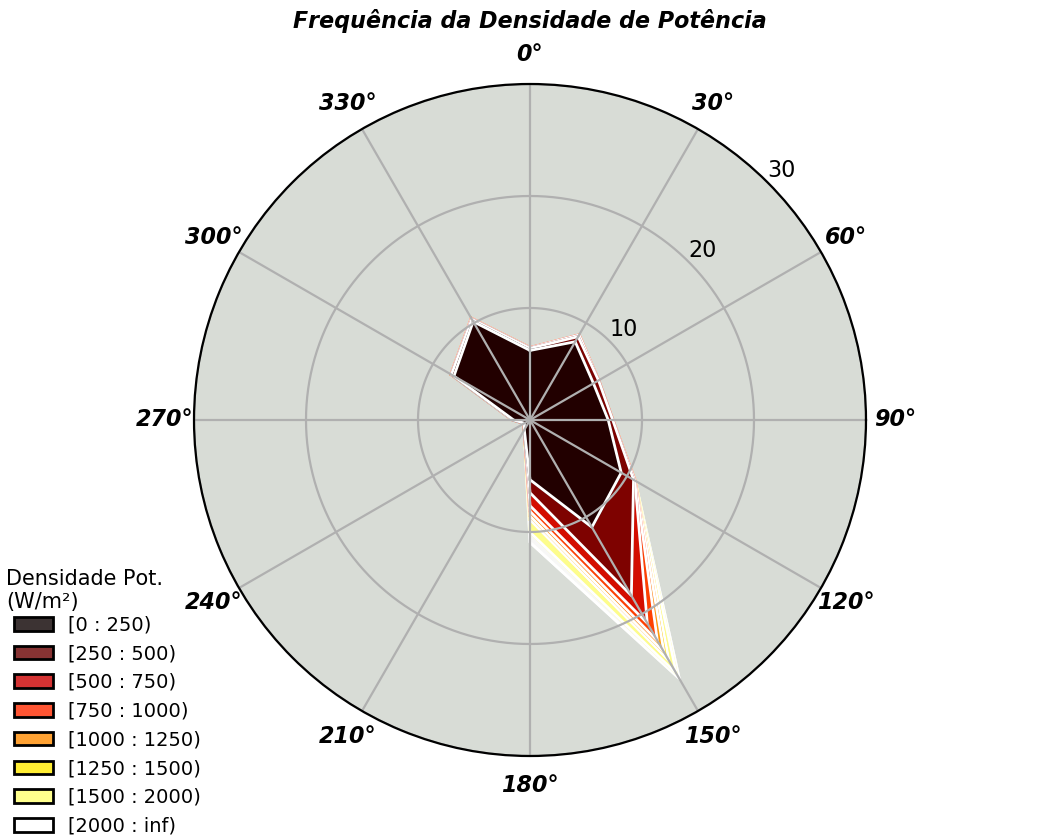 Frequência da Densidade de Potência
0°
330°
30°
30
300°
60°
20
10
270°
90°
Densidade Pot.
(W/m²)
240°
120°
[0 : 250)
[250 : 500)
[500 : 750)
[750 : 1000)
[1000 : 1250)
[1250 : 1500)
[1500 : 2000)
[2000 : inf)
210°
150°
180°